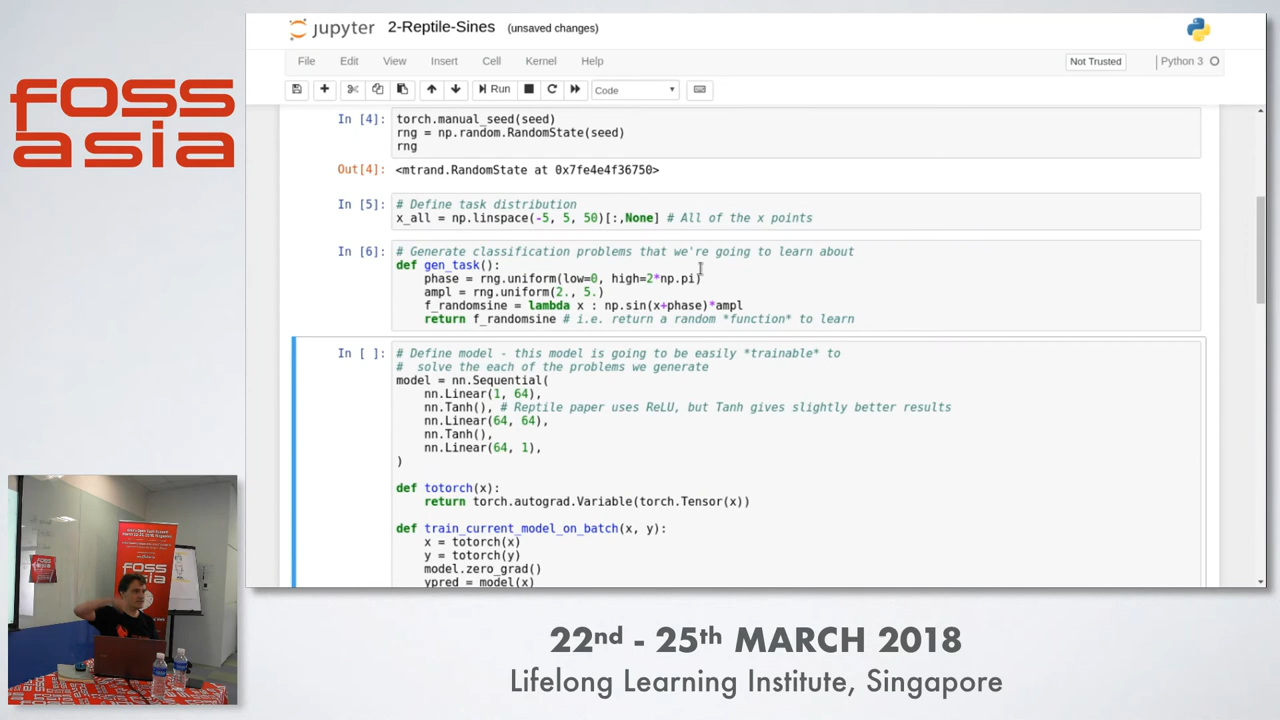 foss
asia
jupyter 2-Reptile-Sines (unsaved changes)
File Edit View Insert Cell Kernel Help
Not Trusted Python 3
Run Code
In [4]: torch.manual_seed(seed)
rng = np.random.RandomState(seed)
rng
Out[4]: <mtrand.RandomState at 0x7fe4e4f36750>
In [5]: # Define task distribution
x_all = np.linspace(-5, 5, 50)[:,None] # All of the x points
In [6]: # Generate classification problems that we're going to learn about
def gen_task():
phase = rng.uniform(low=0, high=2*np.pi)
ampl = rng.uniform(2., 5.)
f_randomsine = lambda x : np.sin(x+phase)*ampl
return f_randomsine # i.e. return a random *function* to learn
In [ ]: # Define model - this model is going to be easily *trainable* to
#  solve the each of the problems we generate
model = nn.Sequential(
nn.Linear(1, 64),
nn.Tanh(), # Reptile paper uses ReLU, but Tanh gives slightly better results
nn.Linear(64, 64),
nn.Tanh(),
nn.Linear(64, 1),
)
def totorch(x):
return torch.autograd.Variable(torch.Tensor(x))
def train_current_model_on_batch(x, y):
x = totorch(x)
y = totorch(y)
model.zero_grad()
ypred = model(x)
foss
asia
22nd - 25th MARCH 2018
Lifelong Learning Institute, Singapore